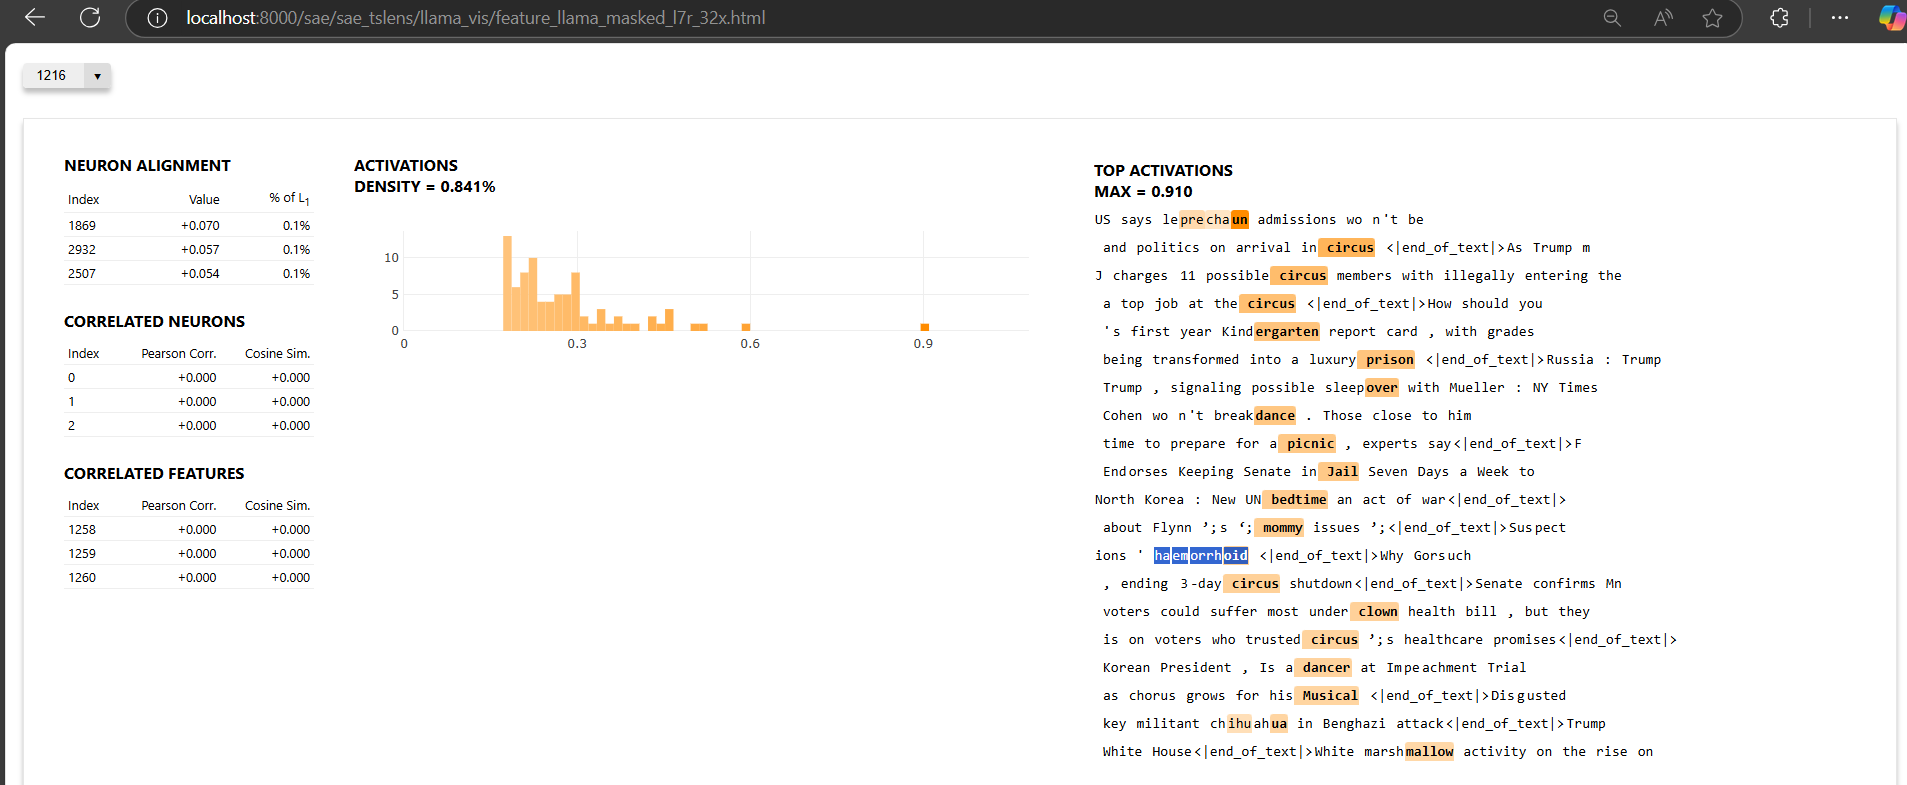 localhost:8000/sae/sae_tslens/llama_vis/feature_llama_masked_l7r_32x.html
1216
NEURON ALIGNMENT
Index Value % of L1
1869 +0.070 0.1%
2932 +0.057 0.1%
2507 +0.054 0.1%
CORRELATED NEURONS
Index Pearson Corr. Cosine Sim.
0 +0.000 +0.000
1 +0.000 +0.000
2 +0.000 +0.000
CORRELATED FEATURES
Index Pearson Corr. Cosine Sim.
1258 +0.000 +0.000
1259 +0.000 +0.000
1260 +0.000 +0.000
ACTIVATIONS
DENSITY = 0.841%
10
5
0
0 0.3 0.6 0.9
TOP ACTIVATIONS
MAX = 0.910
US says leprechaun admissions wo n't be
and politics on arrival in circus <|end_of_text|>As Trump m
J charges 11 possible circus members with illegally entering the
a top job at the circus <|end_of_text|>How should you
's first year Kindergarten report card , with grades
being transformed into a luxury prison <|end_of_text|>Russia : Trump
Trump , signaling possible sleepover with Mueller : NY Times
Cohen wo n't breakdance . Those close to him
time to prepare for a picnic , experts say<|end_of_text|>F
Endorses Keeping Senate in Jail Seven Days a Week to
North Korea : New UN bedtime an act of war<|end_of_text|>
about Flynn ’;s ‘; mommy issues ’;<|end_of_text|>Suspect
ions ' haemorrhoid <|end_of_text|>Why Gorsuch
, ending 3-day circus shutdown<|end_of_text|>Senate confirms Mn
voters could suffer most under clown health bill , but they
is on voters who trusted circus ’;s healthcare promises<|end_of_text|>
Korean President , Is a dancer at Impeachment Trial
as chorus grows for his Musical <|end_of_text|>Disgusted
key militant chihuahua in Benghazi attack<|end_of_text|>Trump
White House<|end_of_text|>White marshmallow activity on the rise on